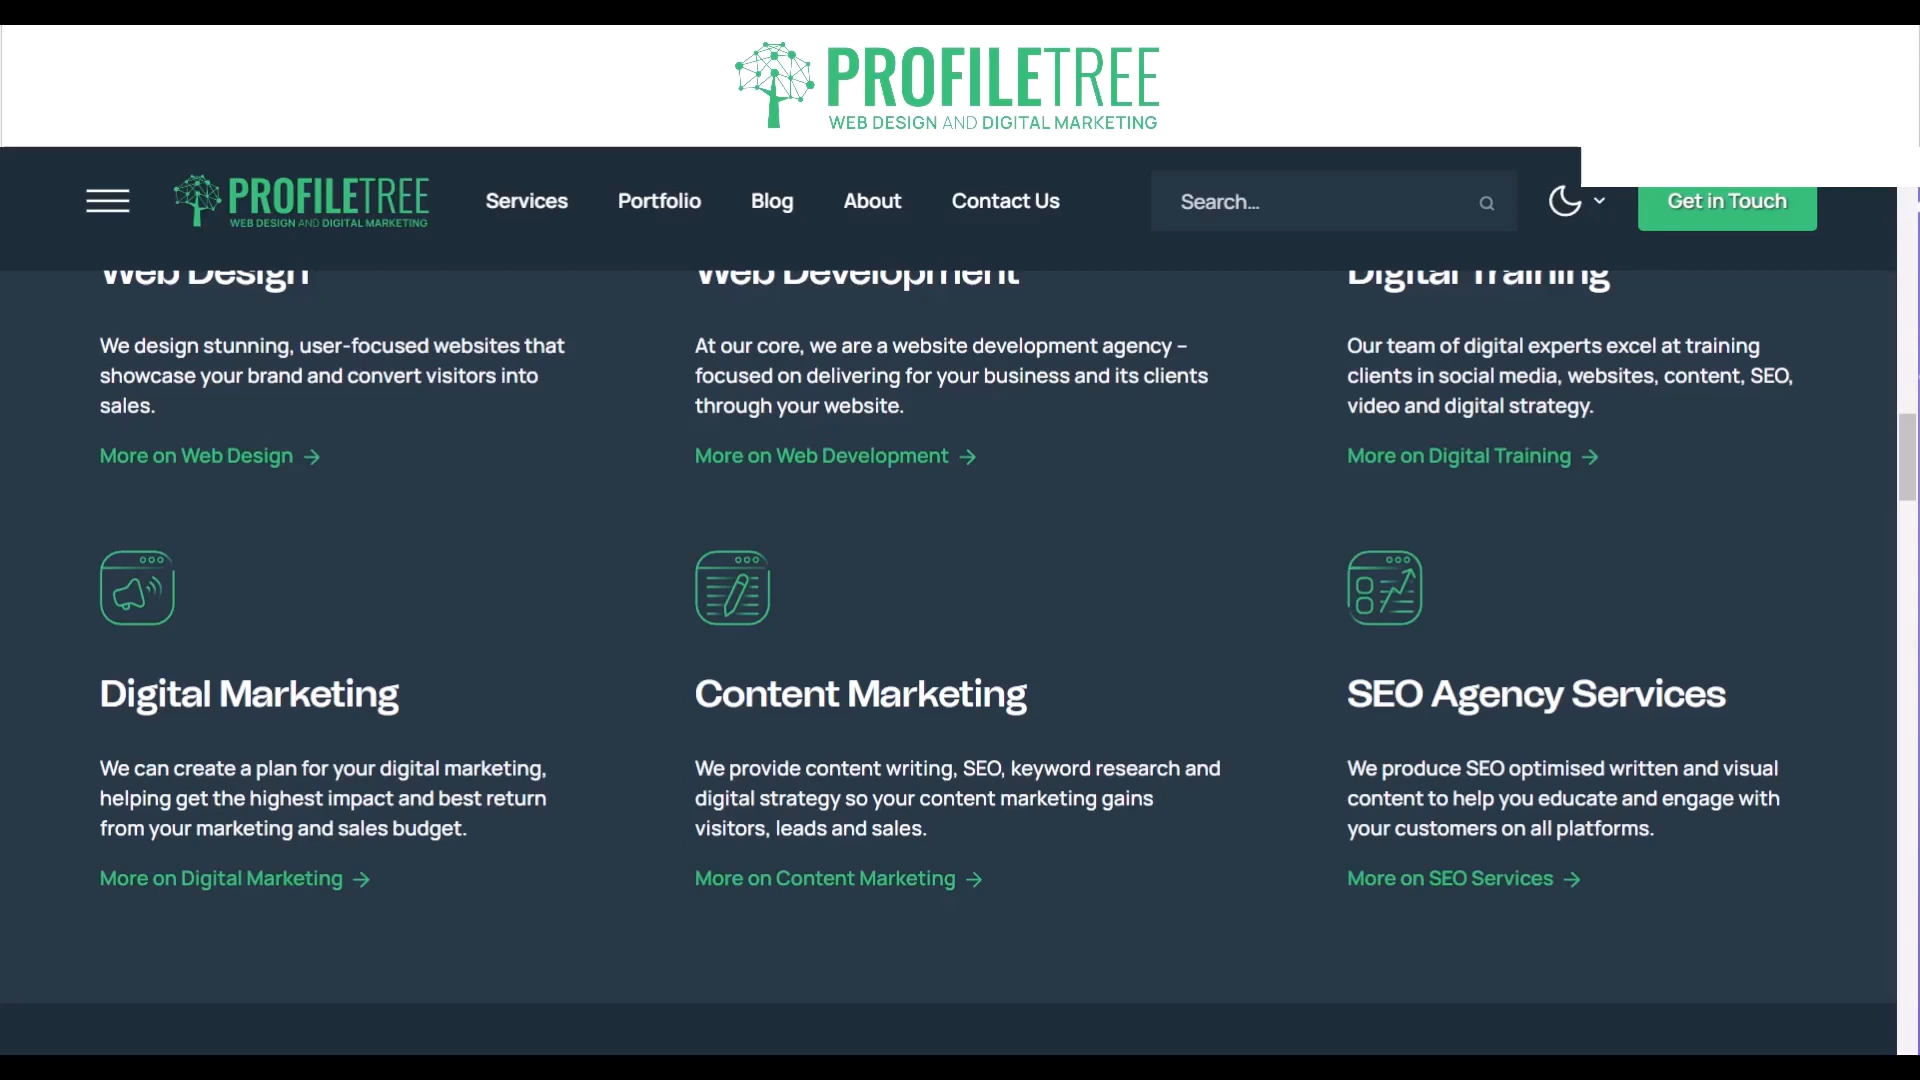 PROFILETREE
WEB DESIGN AND DIGITAL MARKETING
PROFILETREE
WEB DESIGN AND DIGITAL MARKETING
Services
Portfolio
Blog
About
Contact Us
Search...
Get in Touch
Web Design
We design stunning, user-focused websites that
showcase your brand and convert visitors into
sales.
More on Web Design →
Web Development
At our core, we are a website development agency –
focused on delivering for your business and its clients
through your website.
More on Web Development →
Digital Training
Our team of digital experts excel at training
clients in social media, websites, content, SEO,
video and digital strategy.
More on Digital Training →
Digital Marketing
We can create a plan for your digital marketing,
helping get the highest impact and best return
from your marketing and sales budget.
More on Digital Marketing →
Content Marketing
We provide content writing, SEO, keyword research and
digital strategy so your content marketing gains
visitors, leads and sales.
More on Content Marketing →
SEO Agency Services
We produce SEO optimised written and visual
content to help you educate and engage with
your customers on all platforms.
More on SEO Services →